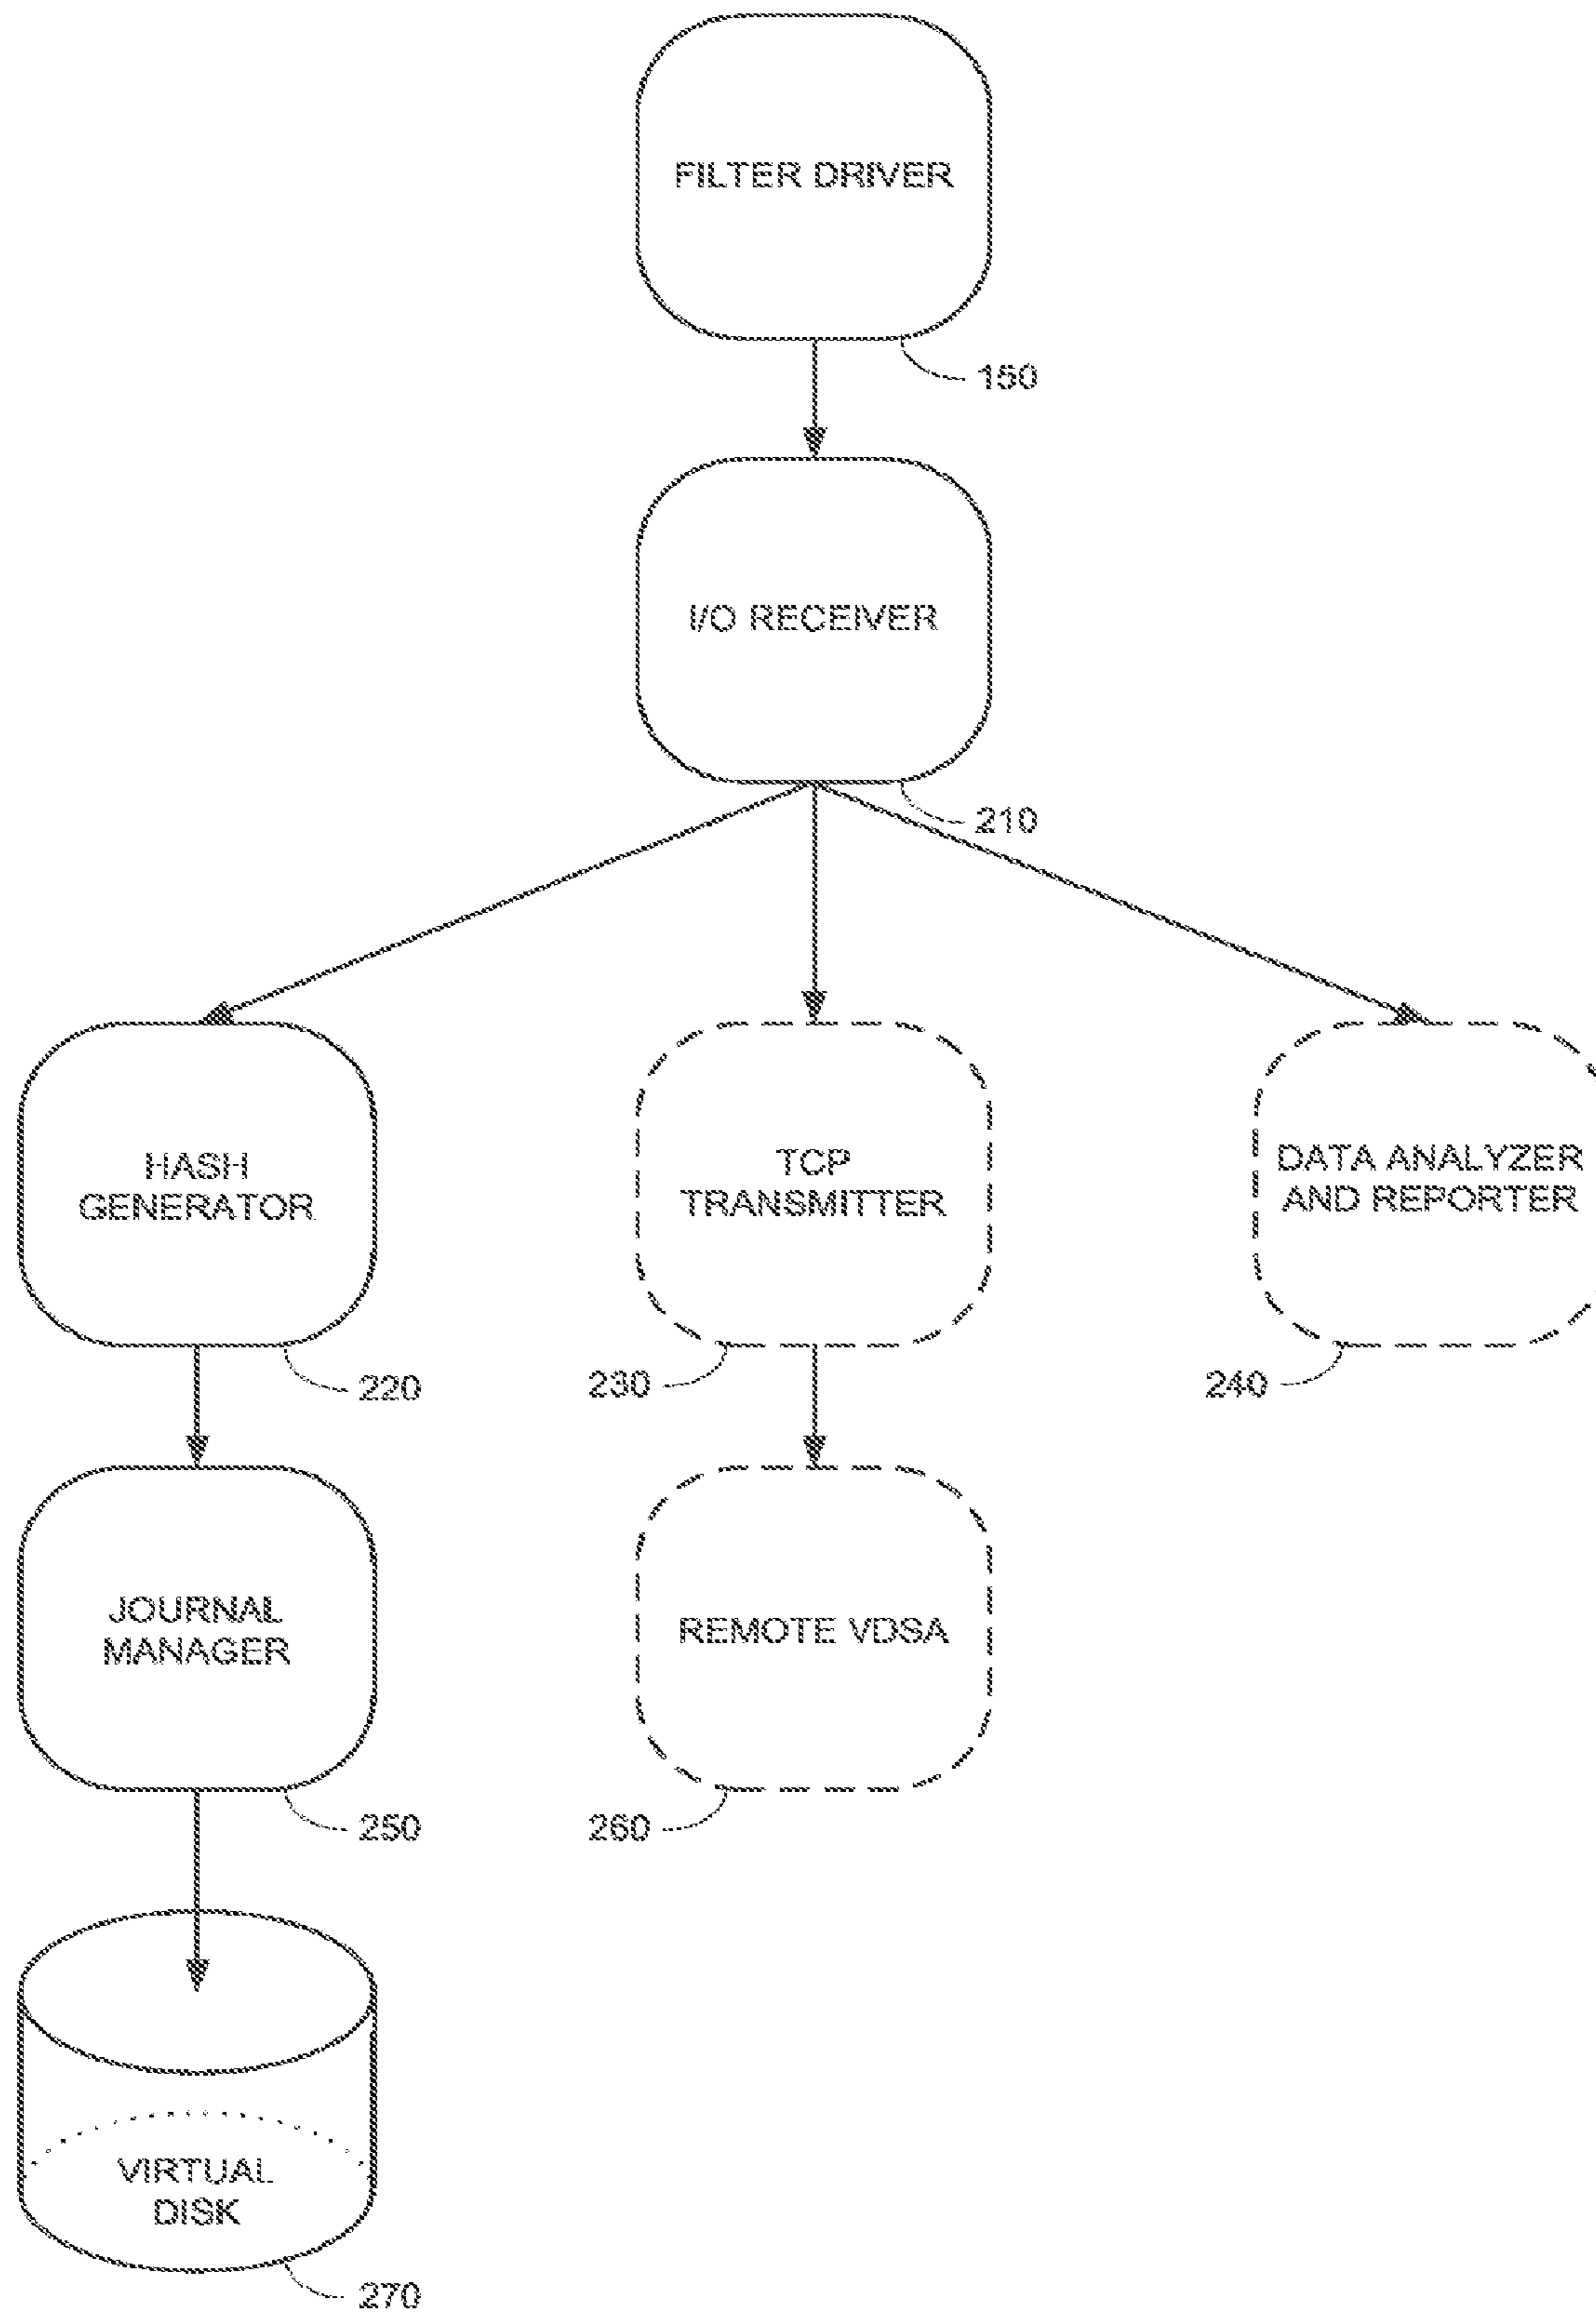 FILTER DRIVER
150
I/O RECEIVER
210
HASH
GENERATOR
220
TCP
TRANSMITTER
230
DATA ANALYZER
AND REPORTER
240
JOURNAL
MANAGER
250
REMOTE VDSA
260
VIRTUAL
DISK
270